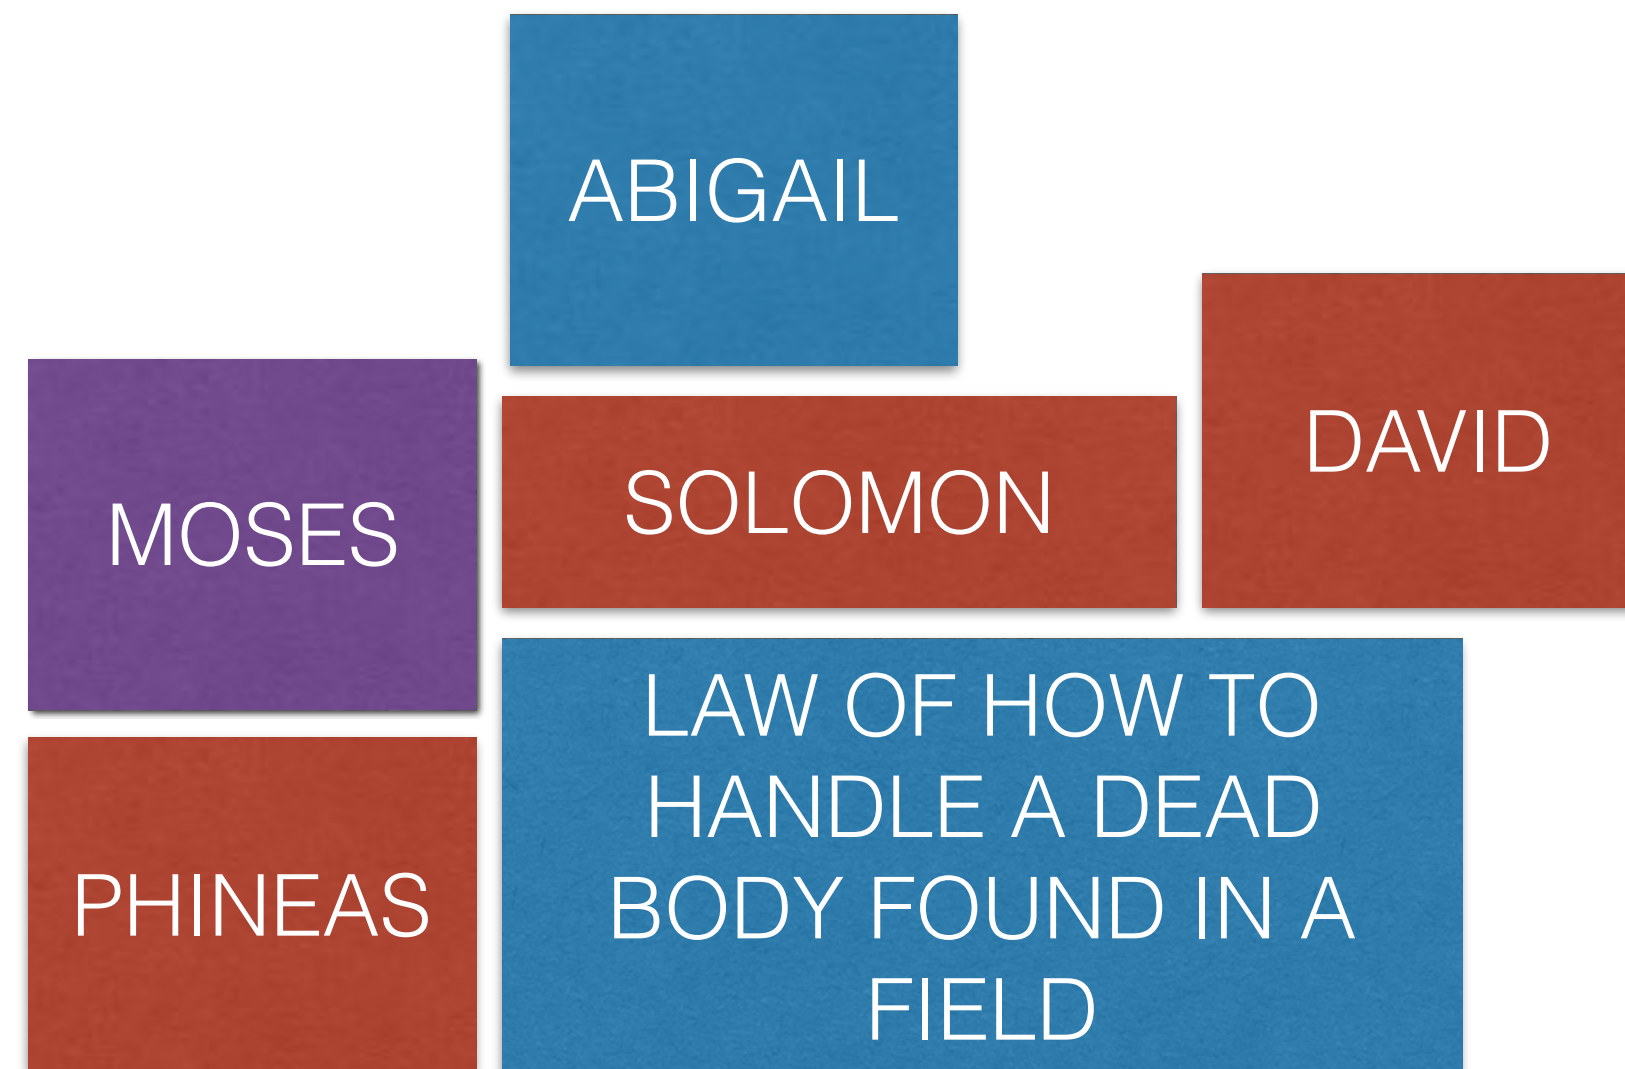 ABIGAIL
DAVID
SOLOMON
MOSES
LAW OF HOW TO
HANDLE A DEAD
BODY FOUND IN A
FIELD
PHINEAS